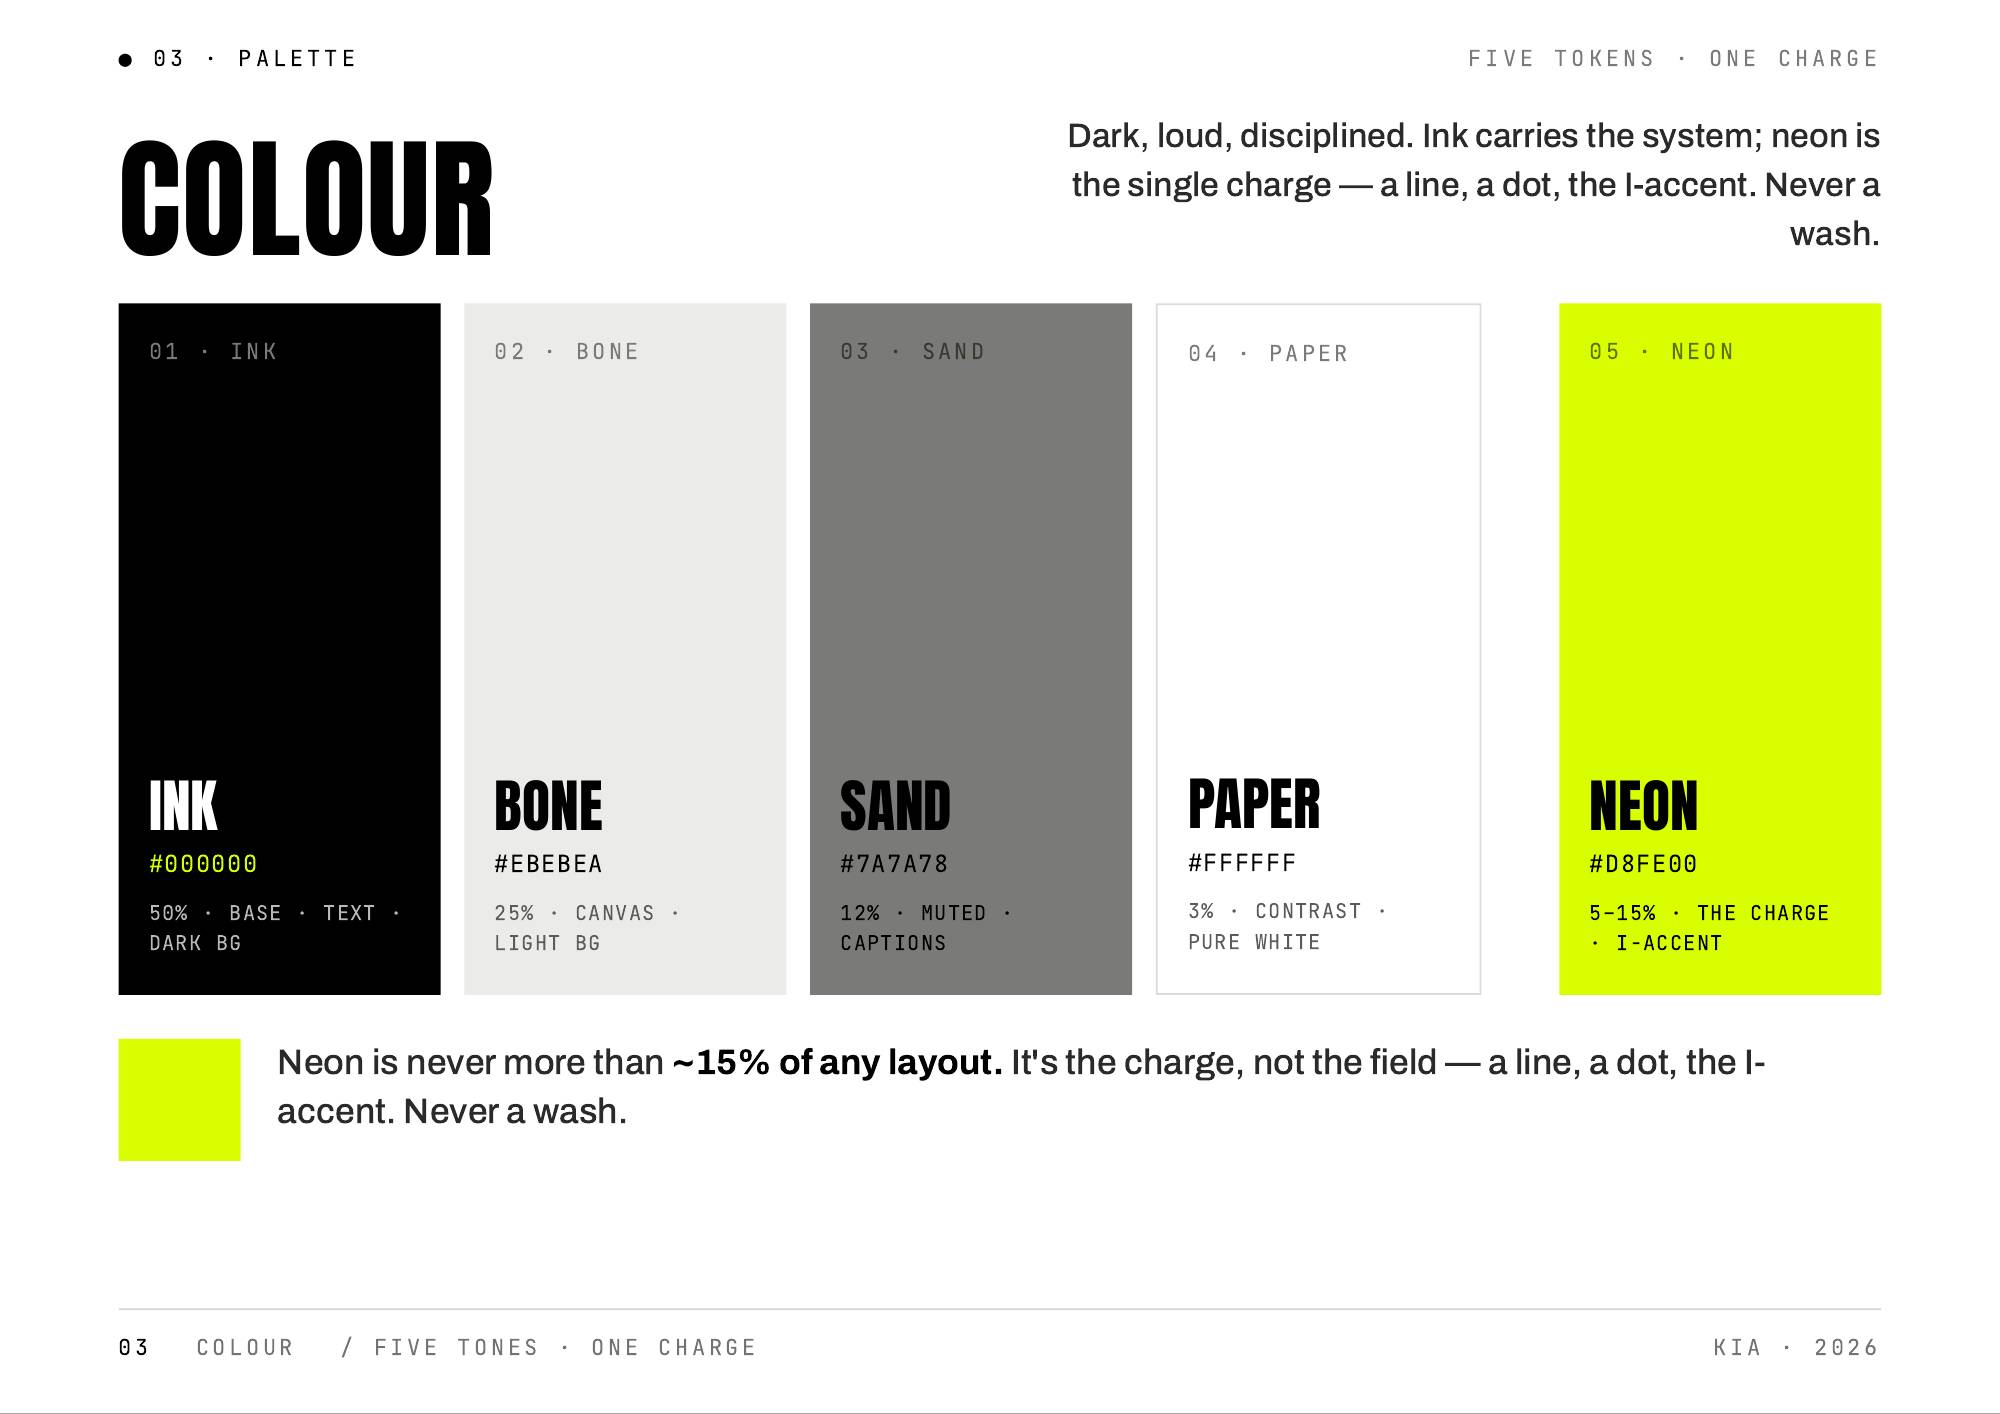 ● 03 · PALETTE
FIVE TOKENS · ONE CHARGE
COLOUR
Dark, loud, disciplined. Ink carries the system; neon is
the single charge — a line, a dot, the I-accent. Never a
wash.
01 · INK
INK
#000000
50% · BASE · TEXT ·
DARK BG
02 · BONE
BONE
#EBEBEA
25% · CANVAS ·
LIGHT BG
03 · SAND
SAND
#7A7A78
12% · MUTED ·
CAPTIONS
04 · PAPER
PAPER
#FFFFFF
3% · CONTRAST ·
PURE WHITE
05 · NEON
NEON
#D8FE00
5–15% · THE CHARGE
· I-ACCENT
Neon is never more than ~15% of any layout. It's the charge, not the field — a line, a dot, the I-
accent. Never a wash.
03 COLOUR / FIVE TONES · ONE CHARGE
KIA · 2026